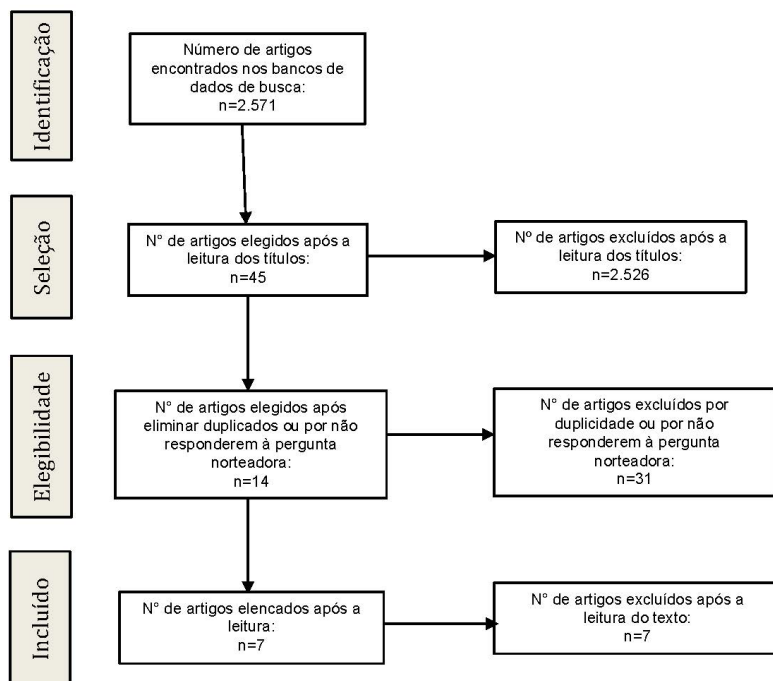 Identificação
Número de artigos
encontrados nos bancos de
dados de busca:
n=2.571
Seleção
N° de artigos elegidos após a
leitura dos títulos:
n=45
Nº de artigos excluídos após a
leitura dos títulos:
n=2.526
Elegibilidade
N° de artigos elegidos após
eliminar duplicados ou por não
responderem à pergunta
norteadora:
n=14
N° de artigos excluídos por
duplicidade ou por não
responderem à pergunta
norteadora:
n=31
Incluído
N° de artigos elencados após a
leitura:
n=7
N° de artigos excluídos após a
leitura do texto:
n=7